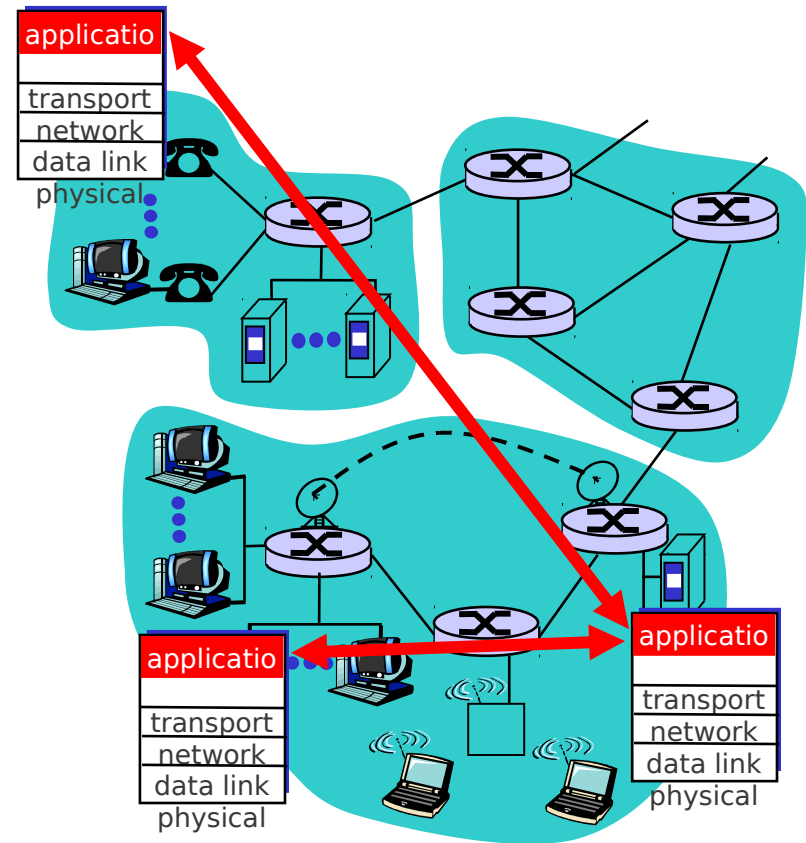 applicatio
transport
network
data link
physical
applicatio
transport
network
data link
physical
applicatio
transport
network
data link
physical